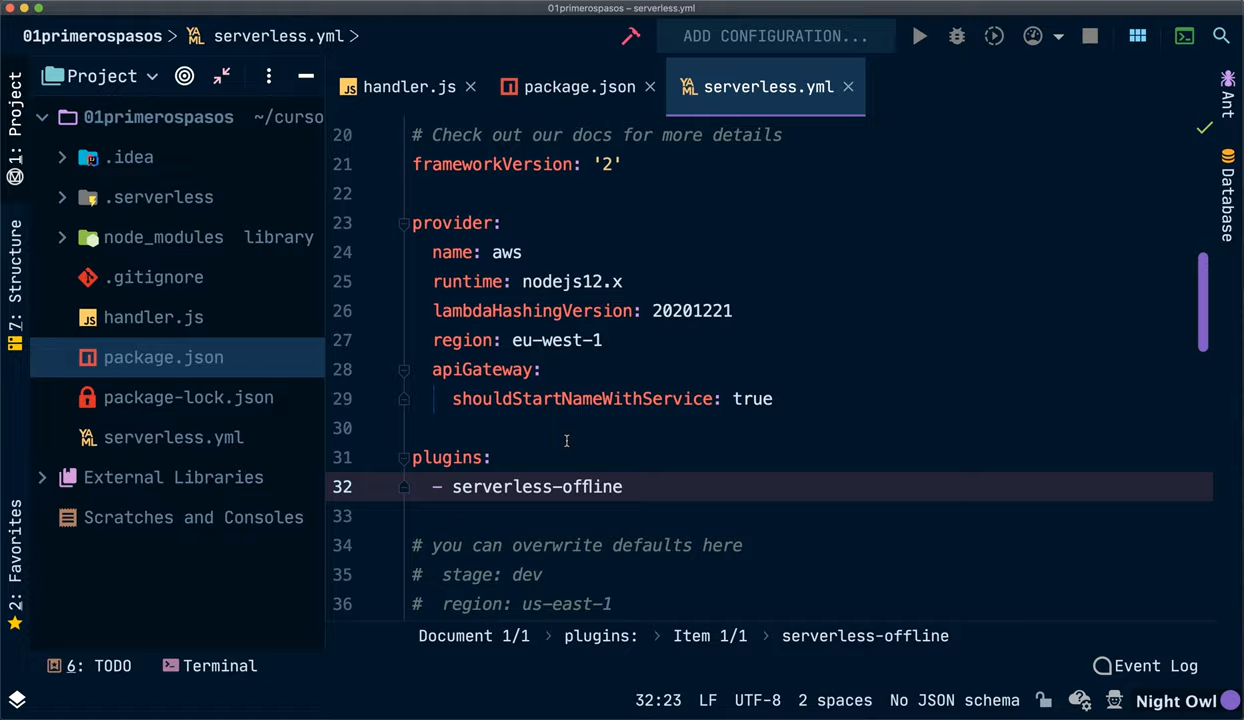 01primerospasos – serverless.yml
01primerospasos > serverless.yml >
ADD CONFIGURATION...
Project
handler.js
package.json
serverless.yml
1: Project
7: Structure
2: Favorites
01primerospasos ~/curso
.idea
.serverless
node_modules library
.gitignore
handler.js
package.json
package-lock.json
serverless.yml
External Libraries
Scratches and Consoles
20 # Check out our docs for more details
21 frameworkVersion: '2'
22
23 provider:
24 name: aws
25 runtime: nodejs12.x
26 lambdaHashingVersion: 20201221
27 region: eu-west-1
28 apiGateway:
29 shouldStartNameWithService: true
30
31 plugins:
32 - serverless-offline
33
34 # you can overwrite defaults here
35 # stage: dev
36 # region: us-east-1
Ant
Database
Document 1/1 > plugins: > Item 1/1 > serverless-offline
6: TODO
Terminal
Event Log
32:23 LF UTF-8 2 spaces No JSON schema Night Owl